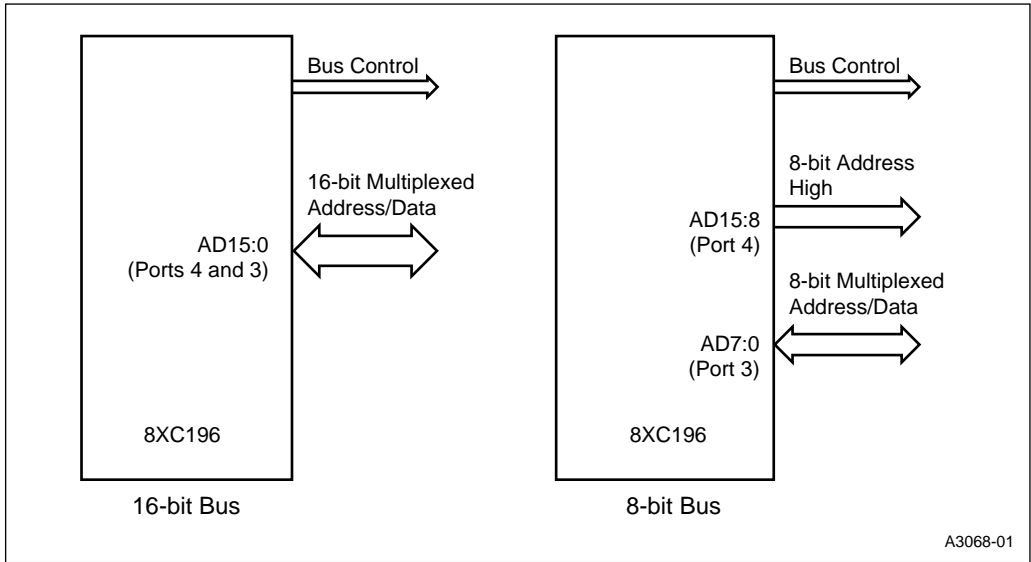 Bus Control
16-bit Multiplexed
Address/Data
AD15:0
(Ports 4 and 3)
8XC196
16-bit Bus
Bus Control
8-bit Address
High
AD15:8
(Port 4)
8-bit Multiplexed
Address/Data
AD7:0
(Port 3)
8XC196
8-bit Bus
A3068-01